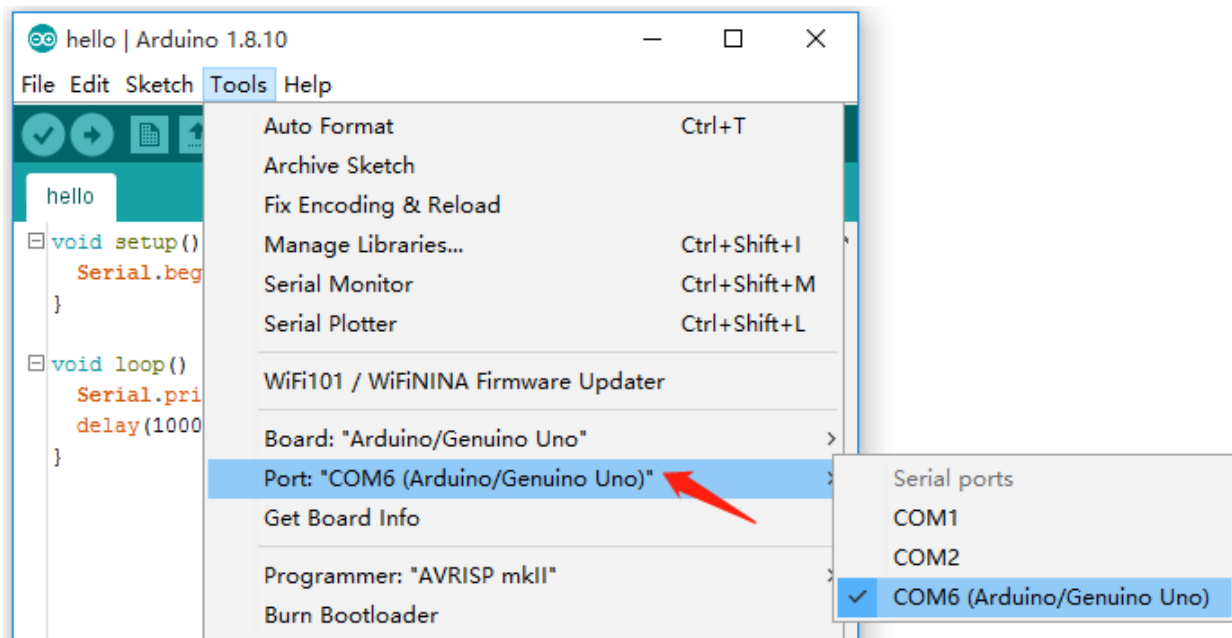 hello | Arduino 1.8.10
File Edit Sketch Tools Help
hello
void setup()
Serial.beg
}
void loop()
Serial.pri
delay(1000
}
Auto Format Ctrl+T
Archive Sketch
Fix Encoding & Reload
Manage Libraries... Ctrl+Shift+I
Serial Monitor Ctrl+Shift+M
Serial Plotter Ctrl+Shift+L
WiFi101 / WiFiNINA Firmware Updater
Board: "Arduino/Genuino Uno"
Port: "COM6 (Arduino/Genuino Uno)"
Get Board Info
Programmer: "AVRISP mkII"
Burn Bootloader
Serial ports
COM1
COM2
COM6 (Arduino/Genuino Uno)